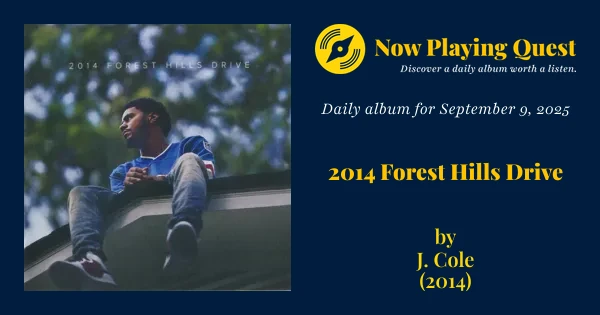 2014 FOREST HILLS DRIVE
Now Playing Quest
Discover a daily album worth a listen.
Daily album for September 9, 2025
2014 Forest Hills Drive
by
J. Cole
(2014)